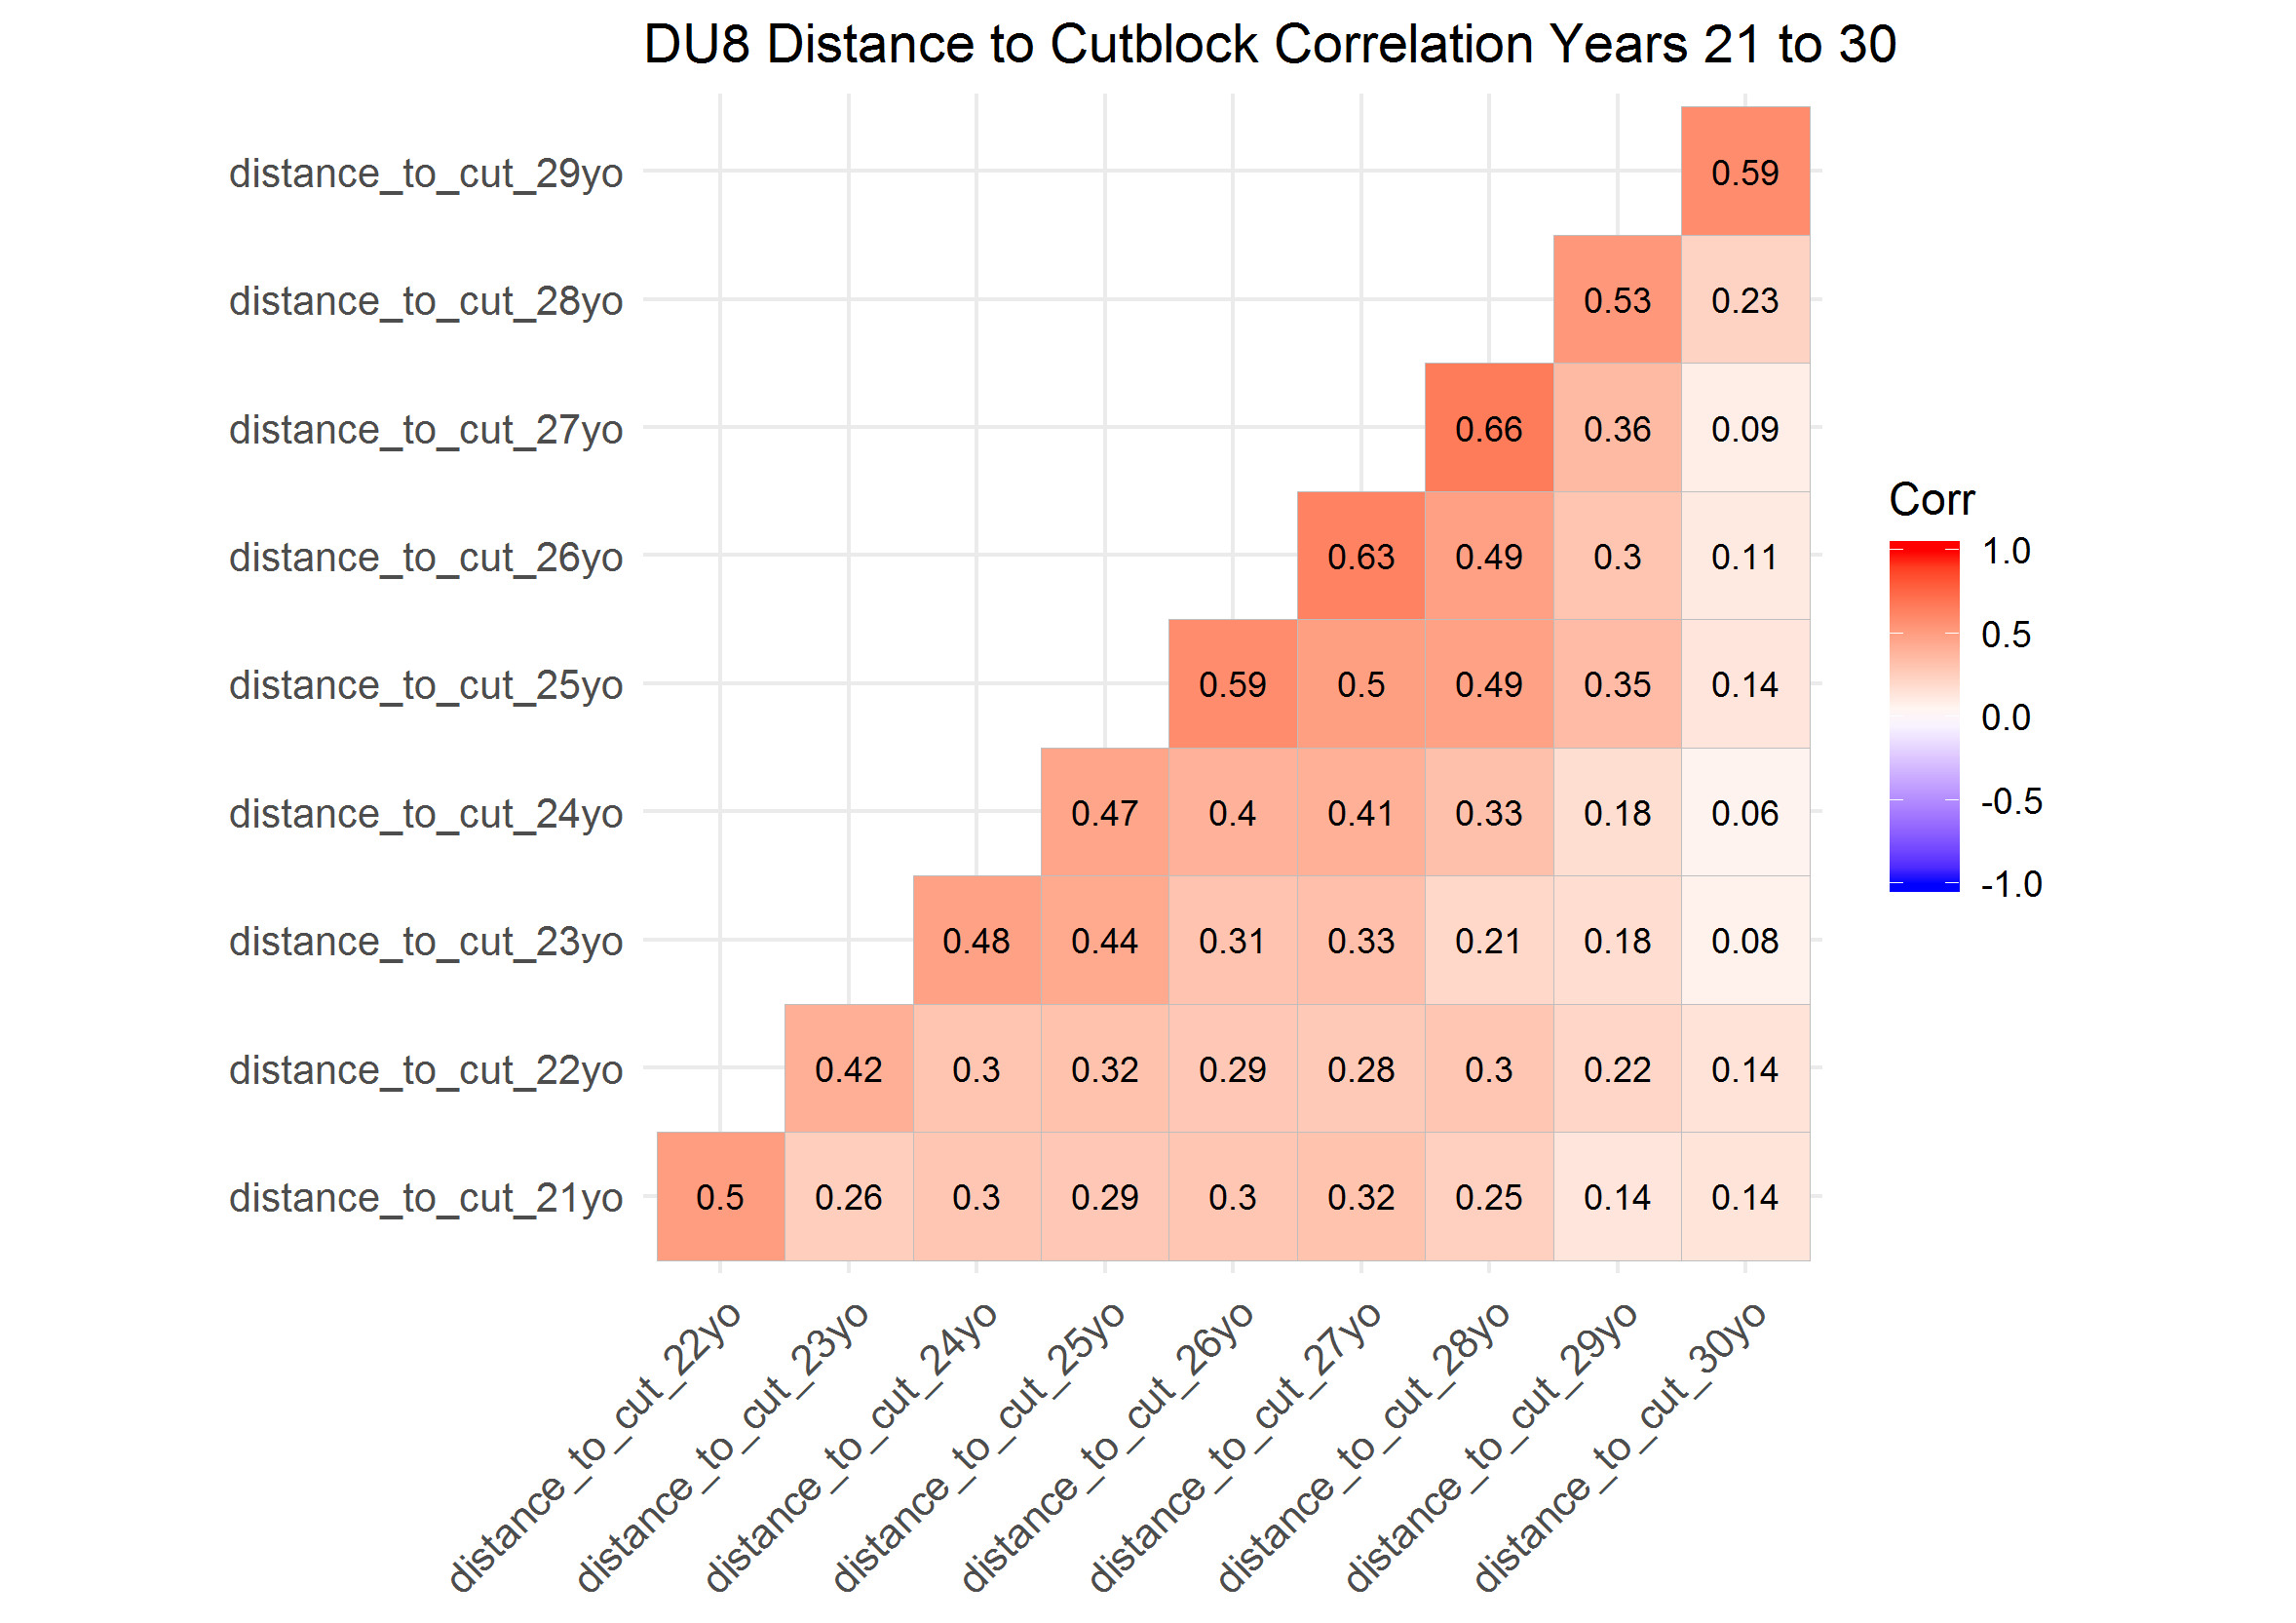 DU8 Distance to Cutblock Correlation Years 21 to 30
distance_to_cut_29yo 0.59
distance_to_cut_28yo 0.53 0.23
distance_to_cut_27yo 0.66 0.36 0.09
distance_to_cut_26yo 0.63 0.49 0.3 0.11
distance_to_cut_25yo 0.59 0.5 0.49 0.35 0.14
distance_to_cut_24yo 0.47 0.4 0.41 0.33 0.18 0.06
distance_to_cut_23yo 0.48 0.44 0.31 0.33 0.21 0.18 0.08
distance_to_cut_22yo 0.42 0.3 0.32 0.29 0.28 0.3 0.22 0.14
distance_to_cut_21yo 0.5 0.26 0.3 0.29 0.3 0.32 0.25 0.14 0.14
distance_to_cut_22yo
distance_to_cut_23yo
distance_to_cut_24yo
distance_to_cut_25yo
distance_to_cut_26yo
distance_to_cut_27yo
distance_to_cut_28yo
distance_to_cut_29yo
distance_to_cut_30yo
Corr
1.0
0.5
0.0
-0.5
-1.0